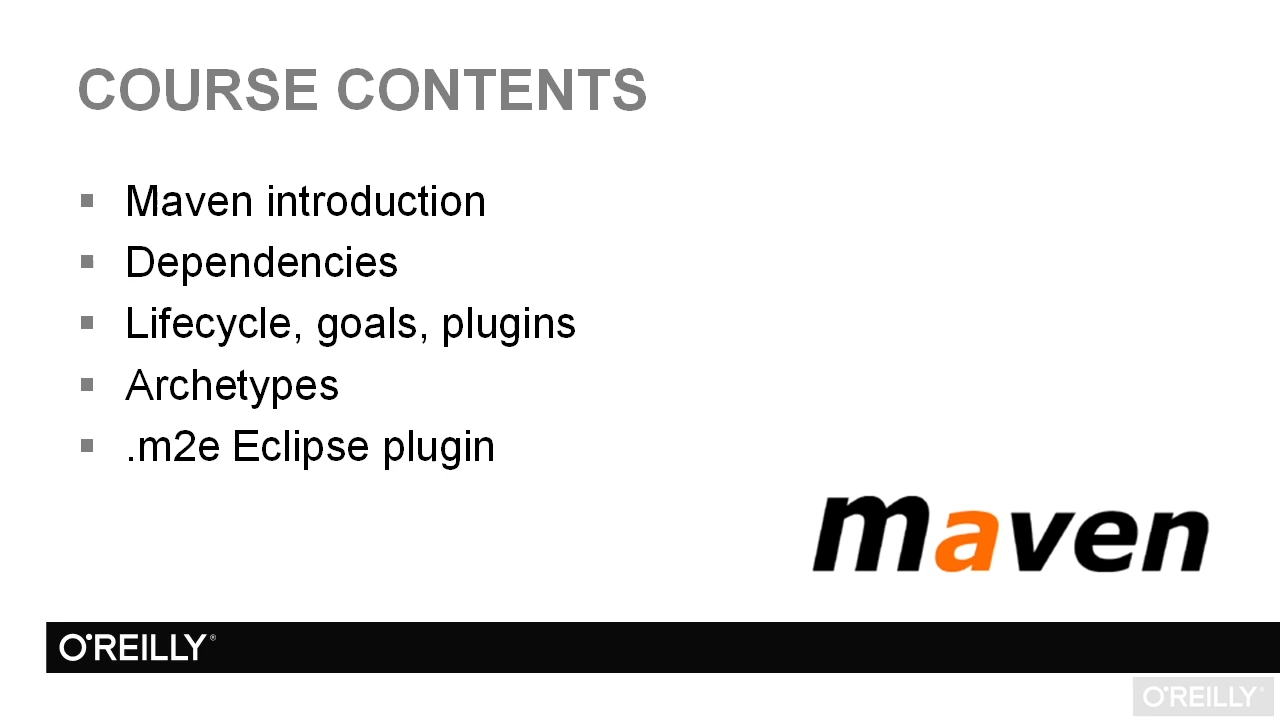 COURSE CONTENTS
Maven introduction
Dependencies
Lifecycle, goals, plugins
Archetypes
.m2e Eclipse plugin
maven
O'REILLY®
O'REILLY®